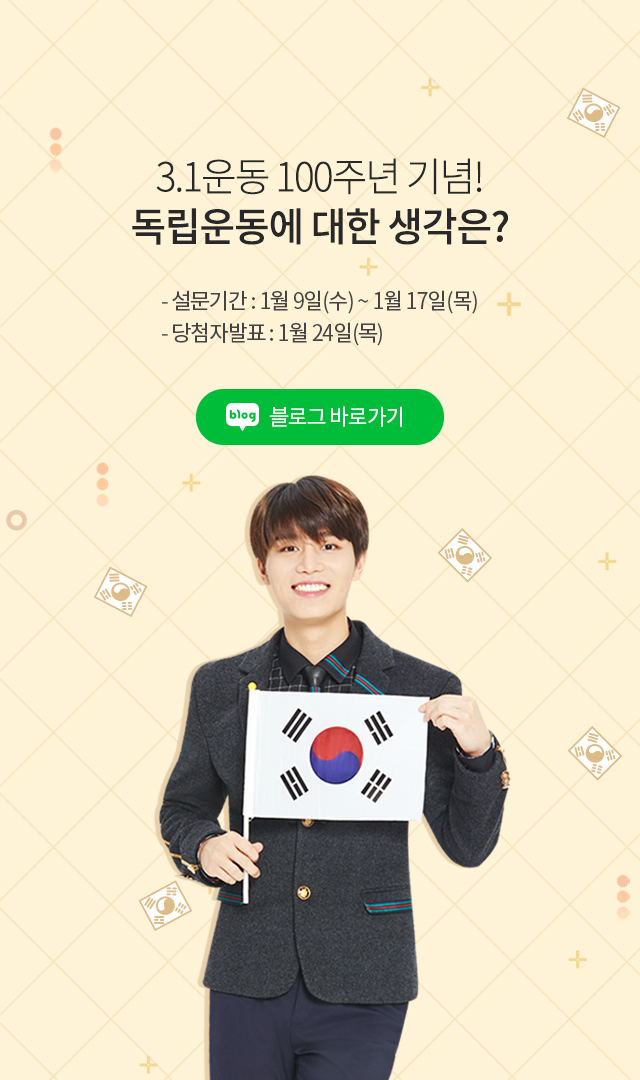 3.1운동 100주년 기념!
독립운동에 대한 생각은?
- 설문기간 : 1월 9일(수) ~ 1월 17일(목)
- 당첨자발표 : 1월 24일(목)
blog 블로그 바로가기